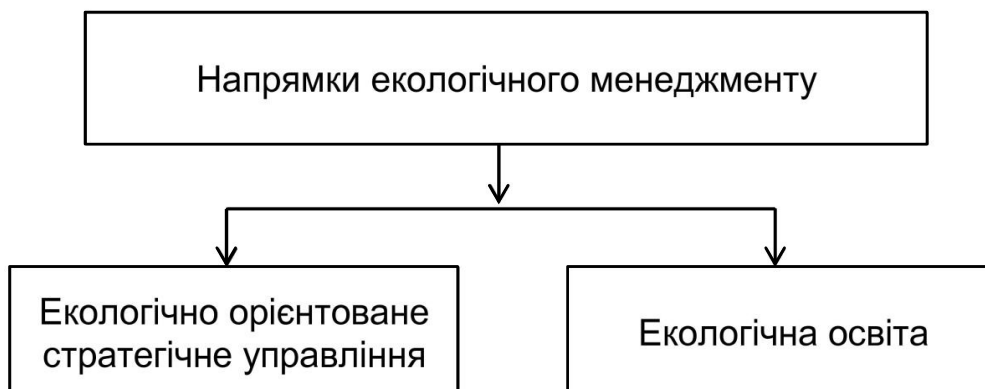 Напрямки екологічного менеджменту
Екологічно орієнтоване
стратегічне управління
Екологічна освіта